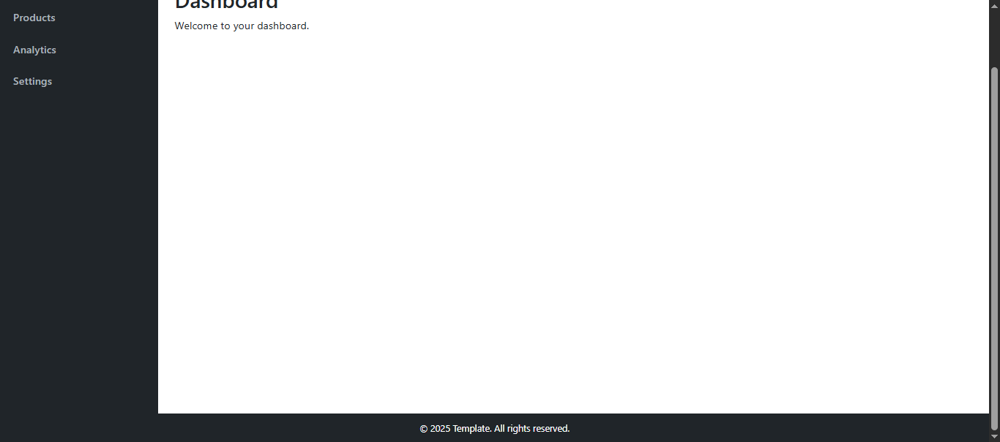 Products
Analytics
Settings
Dashboard
Welcome to your dashboard.
© 2025 Template. All rights reserved.